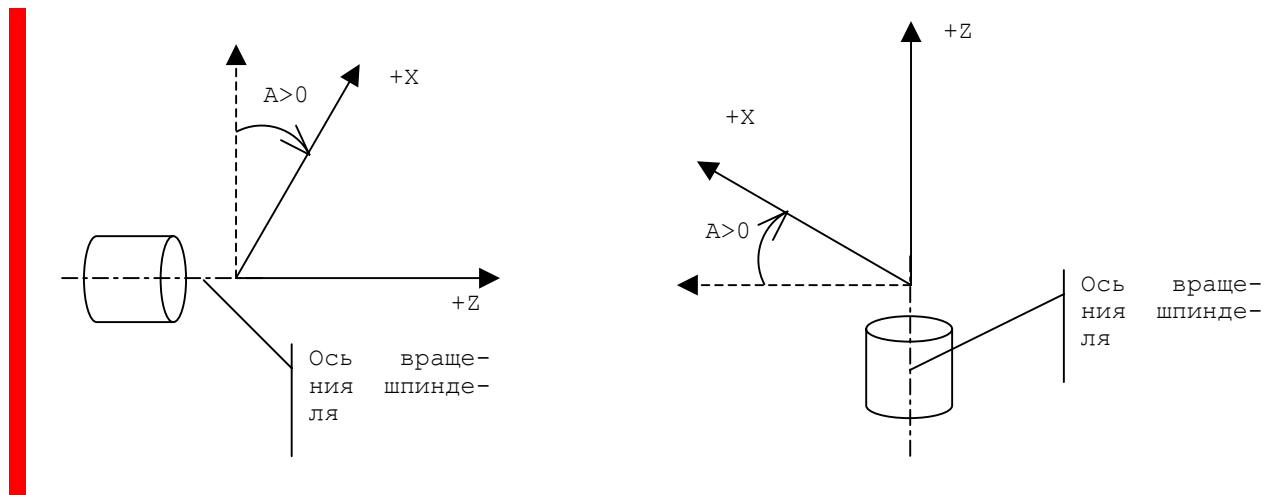 A>0
+X
+Z
Ось враще-
ния шпинде-
ля
+Z
+X
A>0
Ось враще-
ния шпинде-
ля